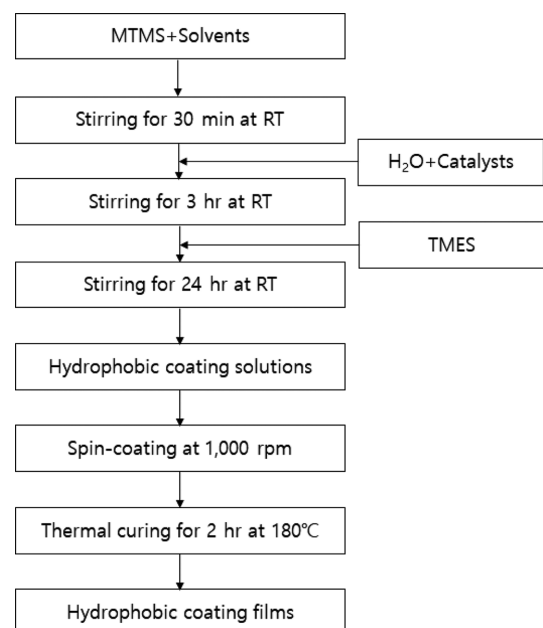 MTMS+Solvents
Stirring for 30 min at RT
H₂O+Catalysts
Stirring for 3 hr at RT
TMES
Stirring for 24 hr at RT
Hydrophobic coating solutions
Spin-coating at 1,000 rpm
Thermal curing for 2 hr at 180℃
Hydrophobic coating films